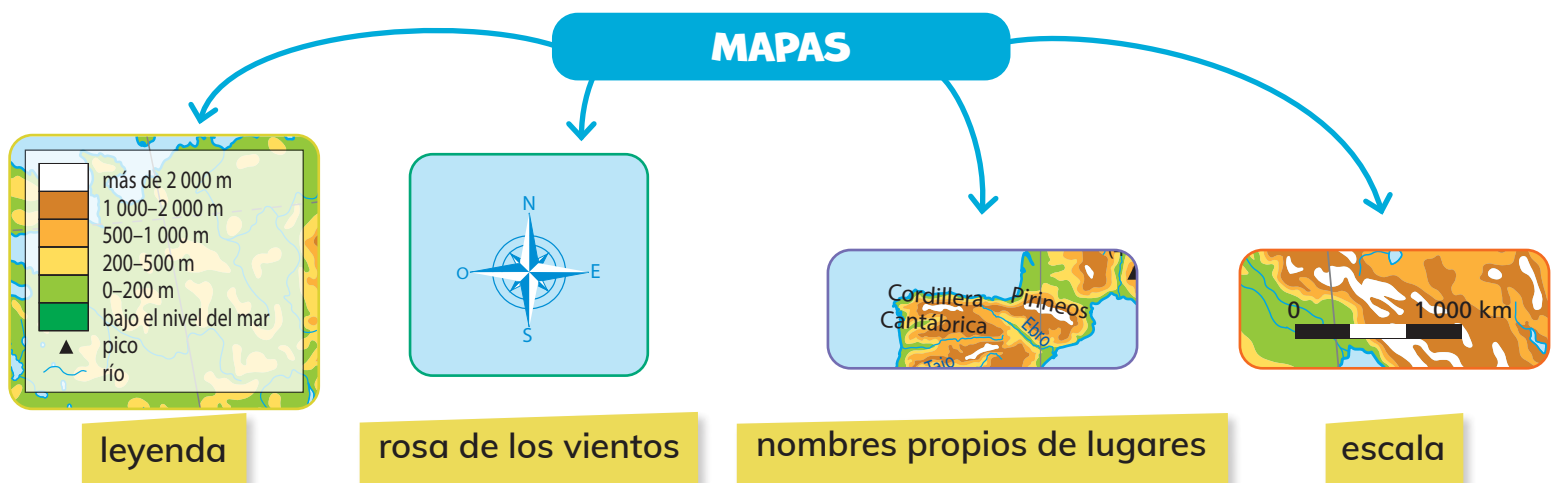 MAPAS
más de 2 000 m
1 000–2 000 m
500–1 000 m
200–500 m
0–200 m
bajo el nivel del mar
pico
río
leyenda
N
O
E
S
rosa de los vientos
Cordillera
Cantábrica
Pirineos
Ebro
Tajo
nombres propios de lugares
0 1 000 km
escala